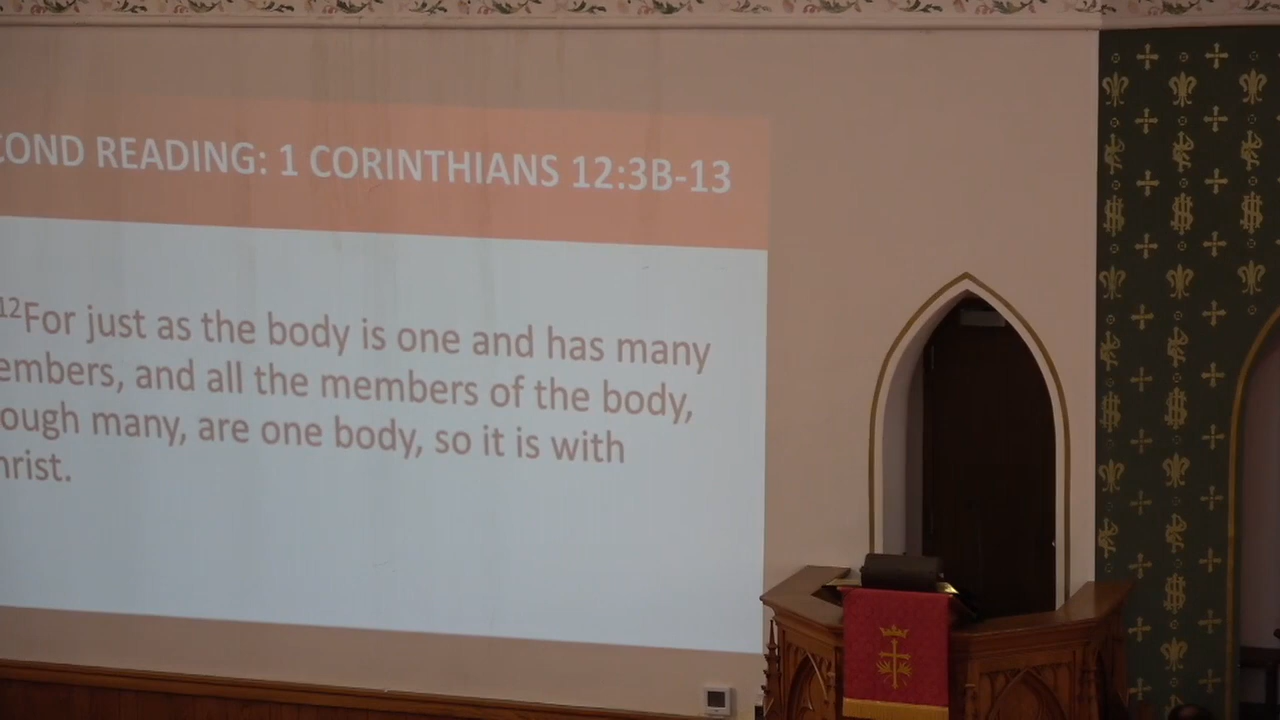 COND READING: 1 CORINTHIANS 12:3B-13
12For just as the body is one and has many
embers, and all the members of the body,
ough many, are one body, so it is with
hrist.